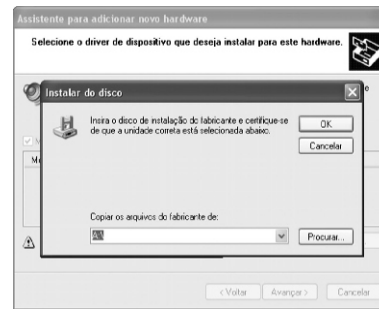 Assistente para adicionar novo hardware
Selecione o driver de dispositivo que deseja instalar para este hardware.
Instalar do disco
Insira o disco de instalação do fabricante e certifique-se
de que a unidade correta está selecionada abaixo.
OK
Cancelar
Copiar os arquivos do fabricante de:
A:\
Procurar...
< Voltar
Avançar >
Cancelar